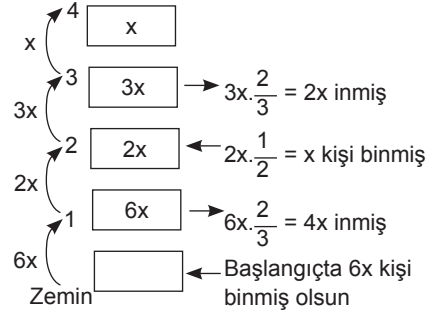 4
x
x
3
3x
3x.2/3 = 2x inmiş
3x
2
2x
2x.1/2 = x kişi binmiş
2x
1
6x
6x.2/3 = 4x inmiş
6x
Başlangıçta 6x kişi
Zemin
binmiş olsun